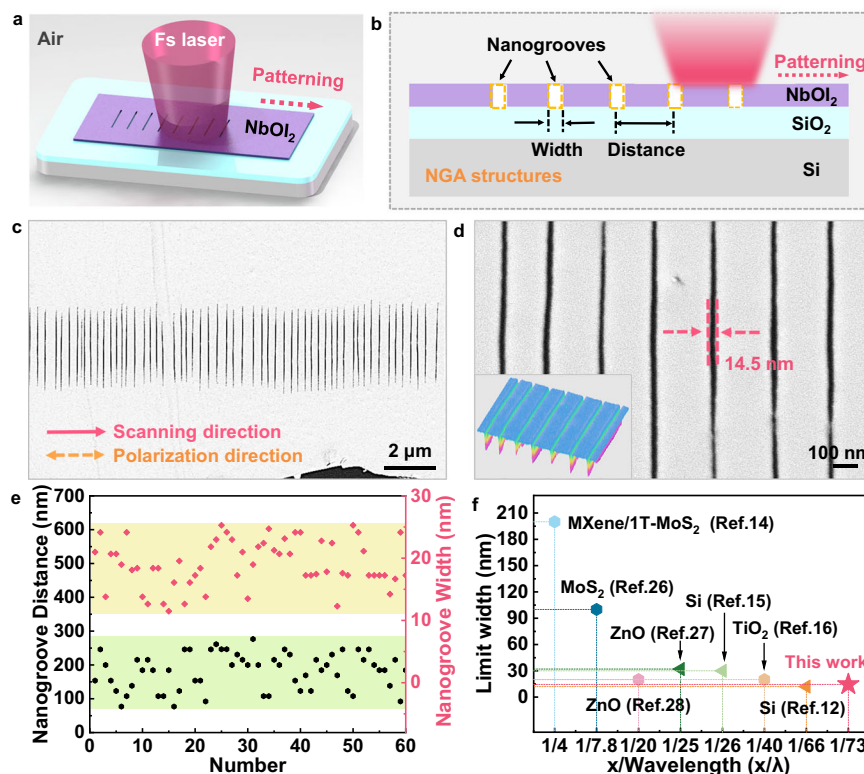 a
Air
Fs laser
Patterning
NbOI₂
b
Nanogrooves
Patterning
NbOI₂
SiO₂
Width
Distance
NGA structures
Si
c
Scanning direction
Polarization direction
2 μm
d
14.5 nm
100 nm
e
Nanogroove Distance (nm)
700
600
500
400
300
200
100
0
0 10 20 30 40 50 60
Number
30
20
10
0
Nanogroove Width (nm)
f
Limit width (nm)
210
180
150
120
90
60
30
0
MXene/1T-MoS₂ (Ref.14)
MoS₂ (Ref.26)
Si (Ref.15)
ZnO (Ref.27)
TiO₂ (Ref.16)
This work
ZnO (Ref.28)
Si (Ref.12)
1/4 1/7.8 1/20 1/25 1/26 1/40 1/66 1/73
x/Wavelength (x/λ)